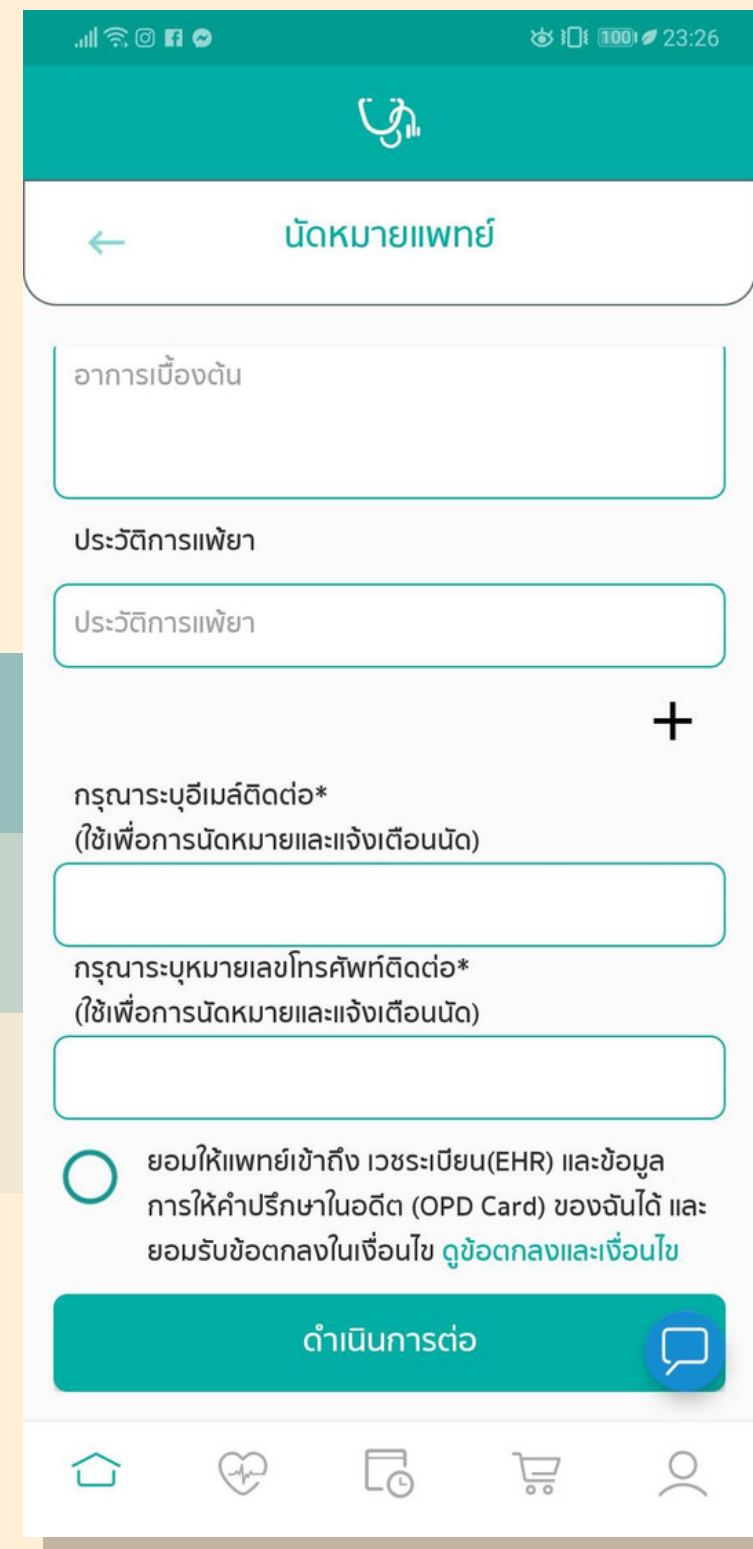 100 23:26
นัดหมายแพทย์
อาการเบื้องต้น
ประวัติการแพ้ยา
ประวัติการแพ้ยา
กรุณาระบุอีเมล์ติดต่อ*
(ใช้เพื่อการนัดหมายและแจ้งเตือนนัด)
กรุณาระบุหมายเลขโทรศัพท์ติดต่อ*
(ใช้เพื่อการนัดหมายและแจ้งเตือนนัด)
ยอมให้แพทย์เข้าถึง เวชระเบียน(EHR) และข้อมูล
การให้คำปรึกษาในอดีต (OPD Card) ของฉันได้ และ
ยอมรับข้อตกลงในเงื่อนไข ดูข้อตกลงและเงื่อนไข
ดำเนินการต่อ